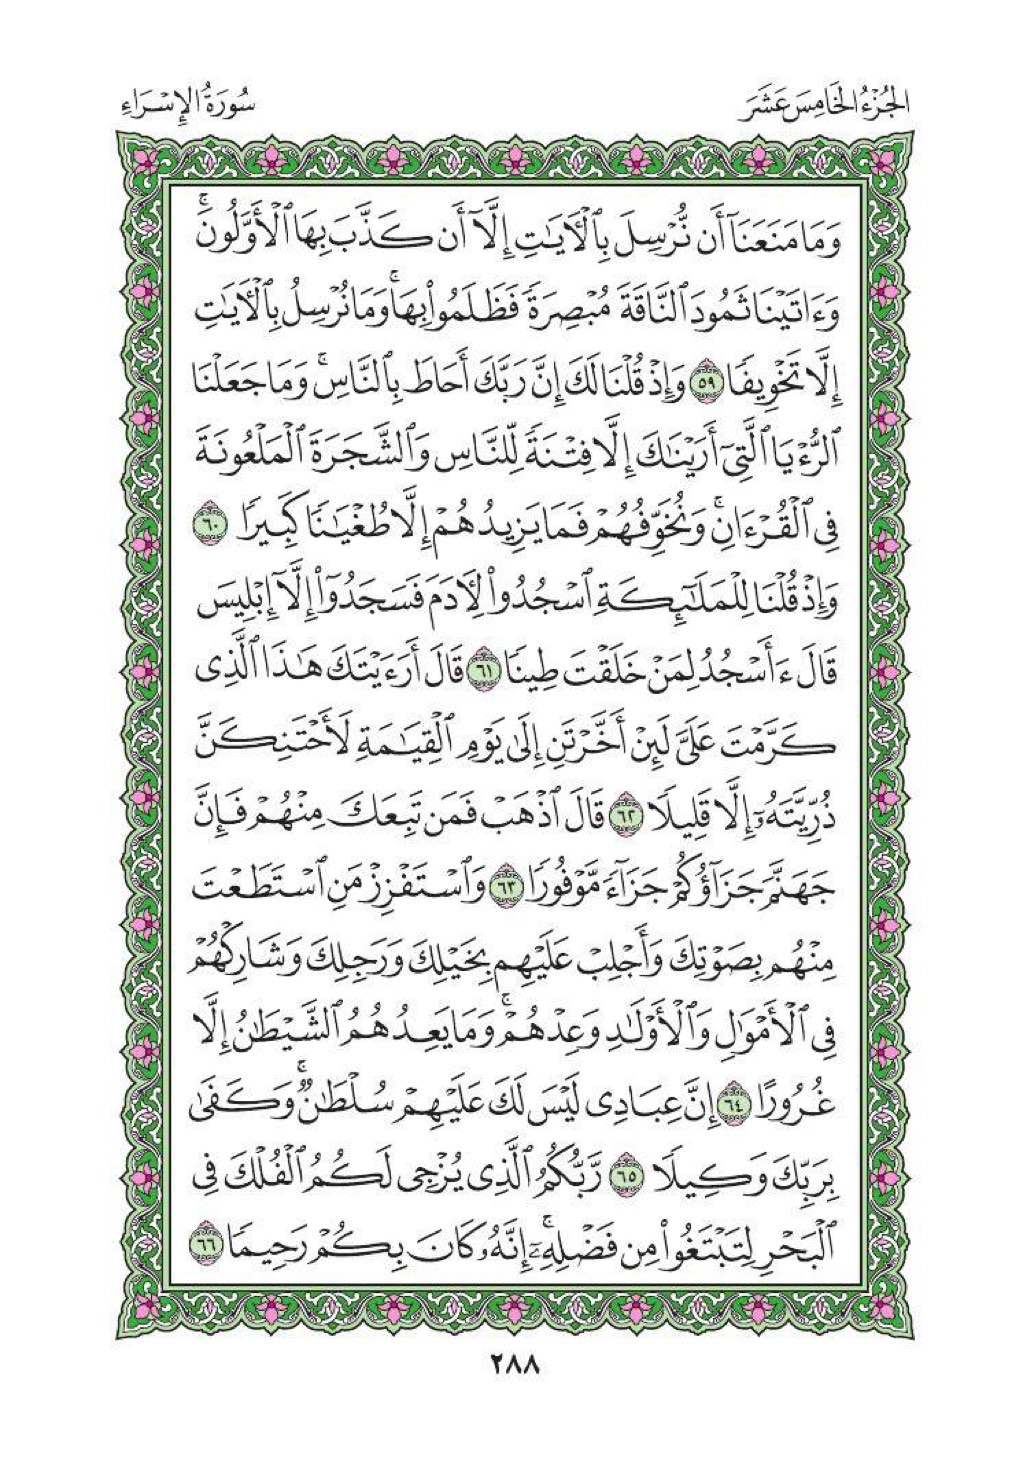 الجُزْءُ الخَامِسَ عَشَرَ
سُورَةُ الإِسْرَاءِ
وَمَا مَنَعَنَآ أَن نُّرْسِلَ بِٱلْأَيَٰتِ إِلَّآ أَن كَذَّبَ بِهَا ٱلْأَوَّلُونَۚ
وَءَاتَيْنَا ثَمُودَ ٱلنَّاقَةَ مُبْصِرَةً فَظَلَمُوا۟ بِهَاۚ وَمَا نُرْسِلُ بِٱلْأَيَٰتِ
إِلَّا تَخْوِيفًا ٥٩ وَإِذْ قُلْنَا لَكَ إِنَّ رَبَّكَ أَحَاطَ بِٱلنَّاسِۚ وَمَا جَعَلْنَا
ٱلرُّءْيَا ٱلَّتِىٓ أَرَيْنَٰكَ إِلَّا فِتْنَةً لِّلنَّاسِ وَٱلشَّجَرَةَ ٱلْمَلْعُونَةَ
فِى ٱلْقُرْءَانِۚ وَنُخَوِّفُهُمْ فَمَا يَزِيدُهُمْ إِلَّا طُغْيَٰنًا كَبِيرًا ٦٠
وَإِذْ قُلْنَا لِلْمَلَٰٓئِكَةِ ٱسْجُدُوا۟ لِأَدَمَ فَسَجَدُوٓا۟ إِلَّآ إِبْلِيسَ
قَالَ ءَأَسْجُدُ لِمَنْ خَلَقْتَ طِينًا ٦١ قَالَ أَرَءَيْتَكَ هَٰذَا ٱلَّذِى
كَرَّمْتَ عَلَىَّ لَئِنْ أَخَّرْتَنِ إِلَىٰ يَوْمِ ٱلْقِيَٰمَةِ لَأَحْتَنِكَنَّ
ذُرِّيَّتَهُۥٓ إِلَّا قَلِيلًا ٦٢ قَالَ ٱذْهَبْ فَمَن تَبِعَكَ مِنْهُمْ فَإِنَّ
جَهَنَّمَ جَزَآؤُكُمْ جَزَآءً مَّوْفُورًا ٦٣ وَٱسْتَفْزِزْ مَنِ ٱسْتَطَعْتَ
مِنْهُم بِصَوْتِكَ وَأَجْلِبْ عَلَيْهِم بِخَيْلِكَ وَرَجِلِكَ وَشَارِكْهُمْ
فِى ٱلْأَمْوَٰلِ وَٱلْأَوْلَٰدِ وَعِدْهُمْۚ وَمَا يَعِدُهُمُ ٱلشَّيْطَٰنُ إِلَّا
غُرُورًا ٦٤ إِنَّ عِبَادِى لَيْسَ لَكَ عَلَيْهِمْ سُلْطَٰنٌۚ وَكَفَىٰ
بِرَبِّكَ وَكِيلًا ٦٥ رَّبُّكُمُ ٱلَّذِى يُزْجِى لَكُمُ ٱلْفُلْكَ فِى
ٱلْبَحْرِ لِتَبْتَغُوا۟ مِن فَضْلِهِۦٓۚ إِنَّهُۥ كَانَ بِكُمْ رَحِيمًا ٦٦
٢٨٨